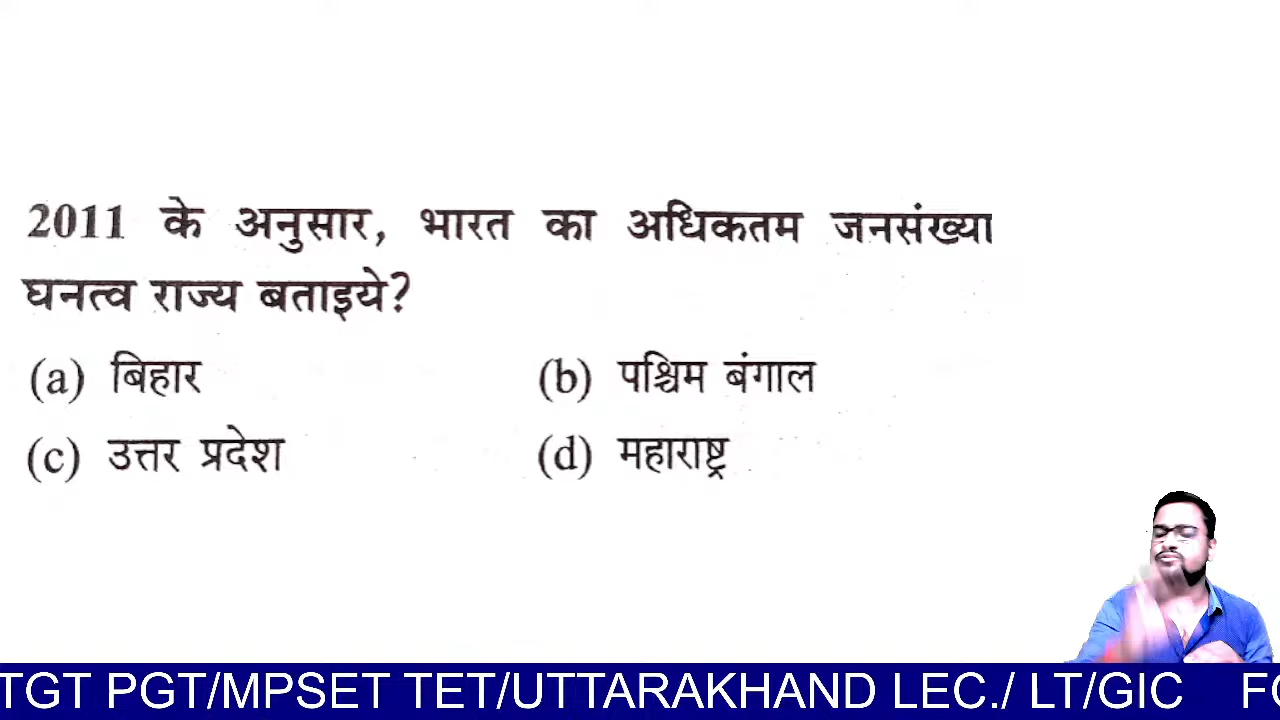 2011 के अनुसार, भारत का अधिकतम जनसंख्या
घनत्व राज्य बताइये?
(a) बिहार (b) पश्चिम बंगाल
(c) उत्तर प्रदेश (d) महाराष्ट्र
TGT PGT/MPSET TET/UTTARAKHAND LEC./ LT/GIC